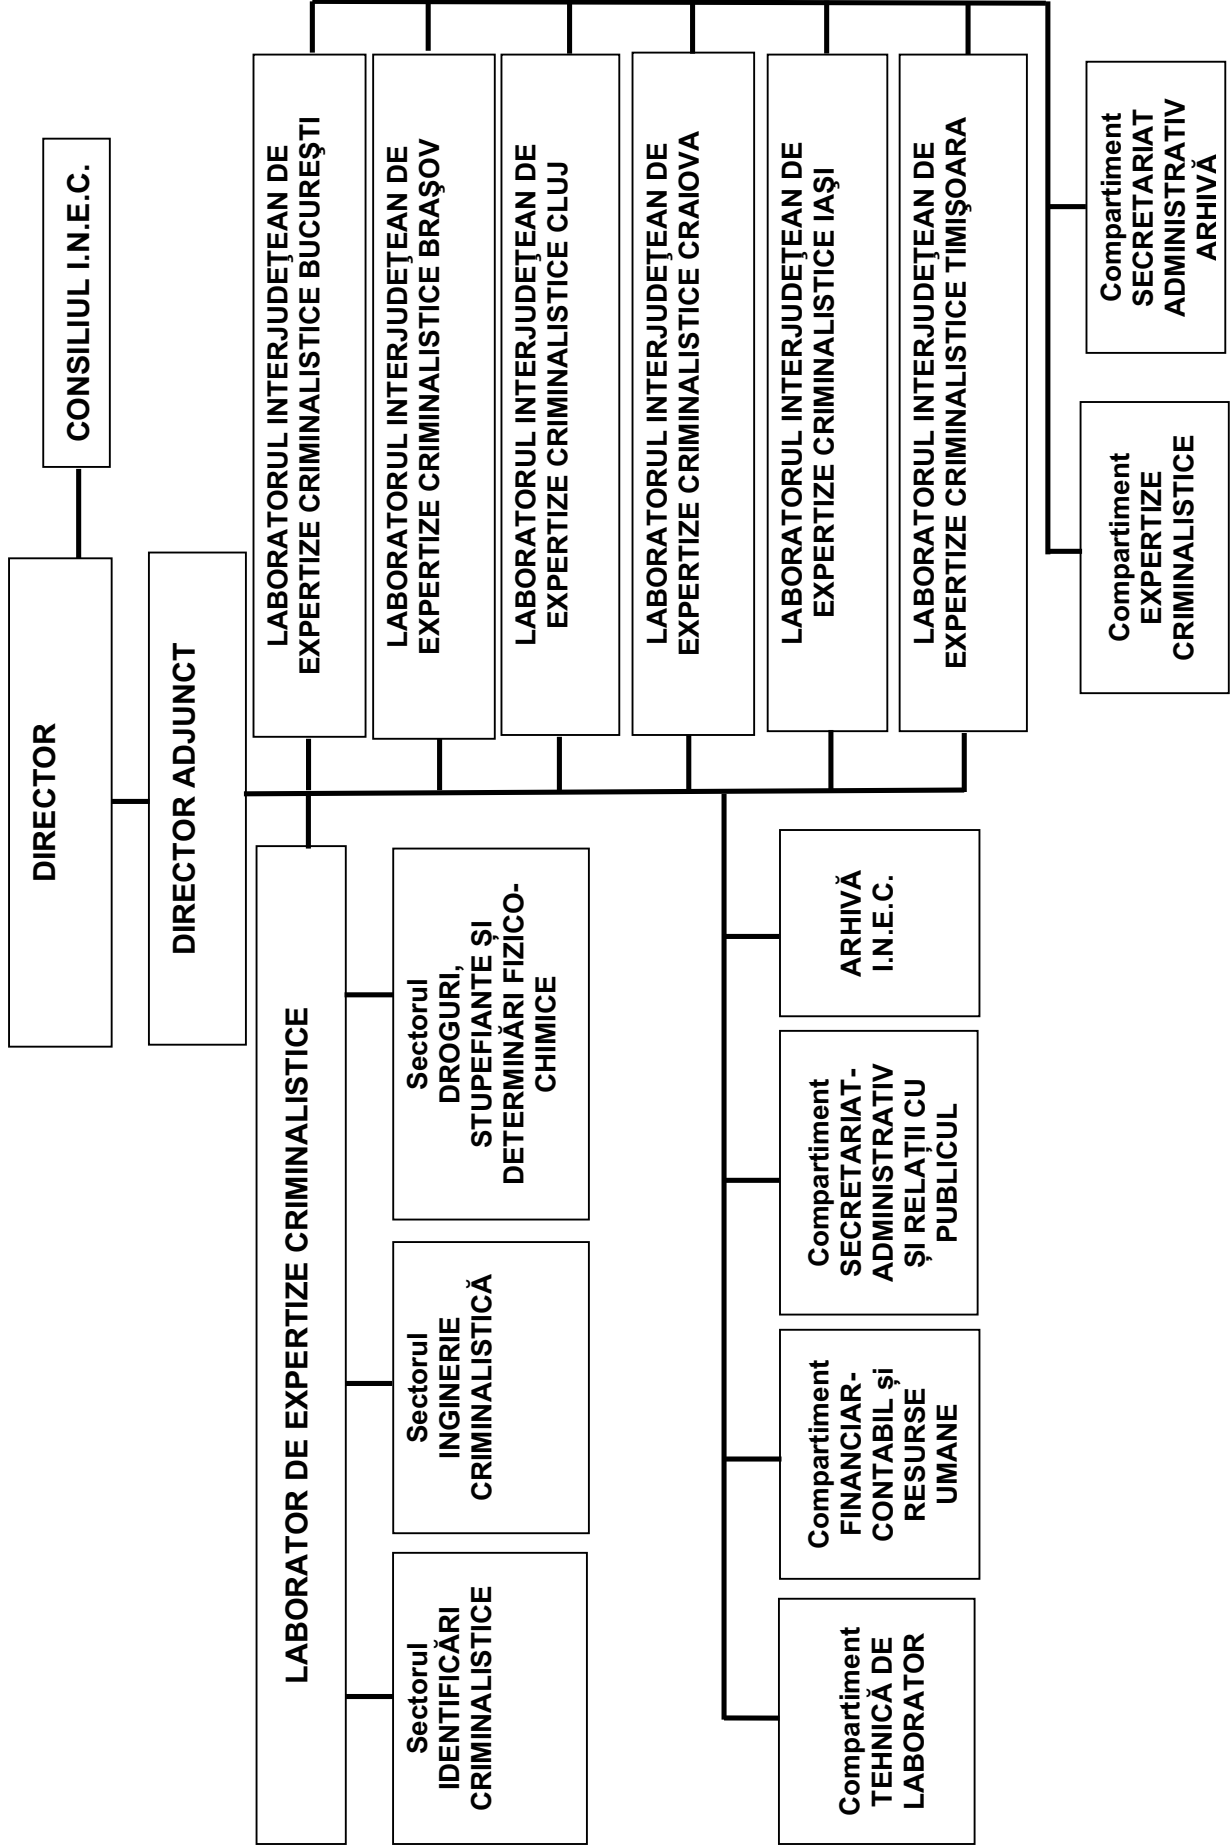 DIRECTOR
CONSILIUL I.N.E.C.
DIRECTOR ADJUNCT
LABORATOR DE EXPERTIZE CRIMINALISTICE
Sectorul
IDENTIFICĂRI
CRIMINALISTICE
Sectorul
INGINERIE
CRIMINALISTICĂ
Sectorul
DROGURI,
STUPEFIANTE ȘI
DETERMINĂRI FIZICO-
CHIMICE
LABORATORUL INTERJUDEŢEAN DE
EXPERTIZE CRIMINALISTICE BUCUREŞTI
LABORATORUL INTERJUDEŢEAN DE
EXPERTIZE CRIMINALISTICE BRAŞOV
LABORATORUL INTERJUDEŢEAN DE
EXPERTIZE CRIMINALISTICE CLUJ
LABORATORUL INTERJUDEŢEAN DE
EXPERTIZE CRIMINALISTICE CRAIOVA
LABORATORUL INTERJUDEŢEAN DE
EXPERTIZE CRIMINALISTICE IAŞI
LABORATORUL INTERJUDEŢEAN DE
EXPERTIZE CRIMINALISTICE TIMIŞOARA
Compartiment
TEHNICĂ DE
LABORATOR
Compartiment
FINANCIAR-
CONTABIL și
RESURSE
UMANE
Compartiment
SECRETARIAT-
ADMINISTRATIV
ȘI RELAȚII CU
PUBLICUL
ARHIVĂ
I.N.E.C.
Compartiment
EXPERTIZE
CRIMINALISTICE
Compartiment
SECRETARIAT
ADMINISTRATIV
ARHIVĂ